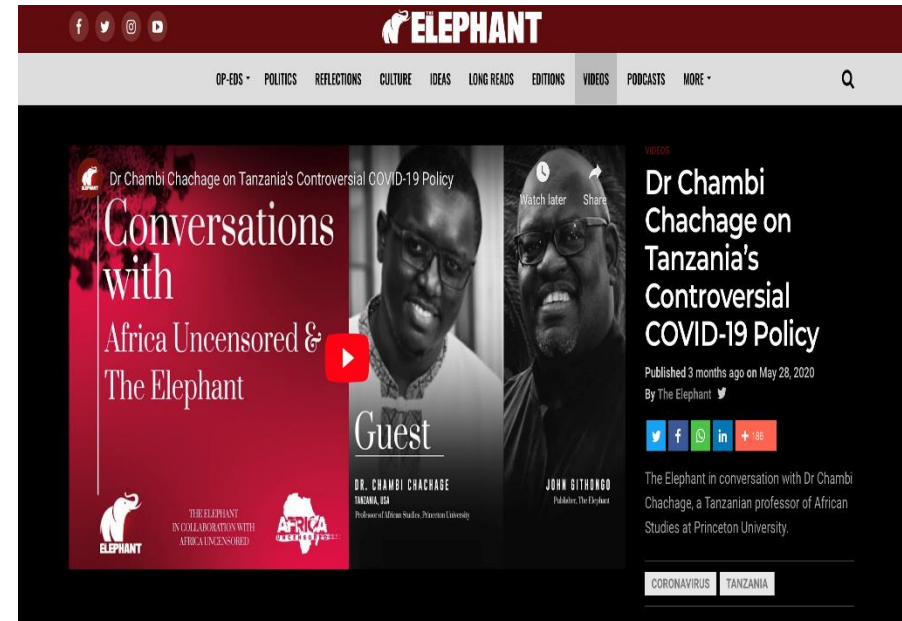 THE ELEPHANT
OP-EDS POLITICS REFLECTIONS CULTURE IDEAS LONG READS EDITIONS VIDEOS PODCASTS MORE
Dr Chambi Chachage on Tanzania's Controversial COVID-19 Policy
Watch later Share
Conversations
with
Africa Uncensored &
The Elephant
Guest
DR. CHAMBI CHACHAGE
TANZANIA, USA
Professor of African Studies, Princeton University
JOHN GITHONGO
Publisher, The Elephant
ELEPHANT
THE ELEPHANT
IN COLLABORATION WITH
AFRICA UNCENSORED
AFRICA
UNCENSORED
VIDEOS
Dr Chambi
Chachage on
Tanzania's
Controversial
COVID-19 Policy
Published 3 months ago on May 28, 2020
By The Elephant
+ 186
The Elephant in conversation with Dr Chambi
Chachage, a Tanzanian professor of African
Studies at Princeton University.
CORONAVIRUS TANZANIA